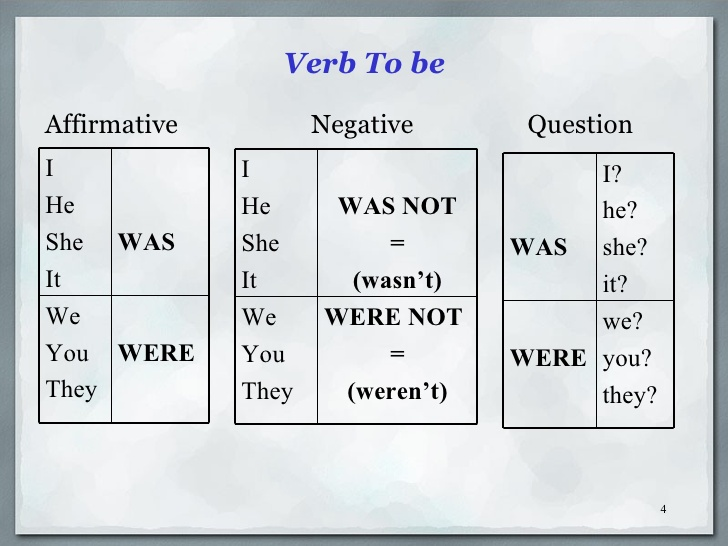 Verb To be
Affirmative
I
He
She WAS
It
We
You WERE
They
Negative
I
He WAS NOT
She =
It (wasn’t)
We WERE NOT
You =
They (weren’t)
Question
I?
he?
WAS she?
it?
we?
WERE you?
they?
4